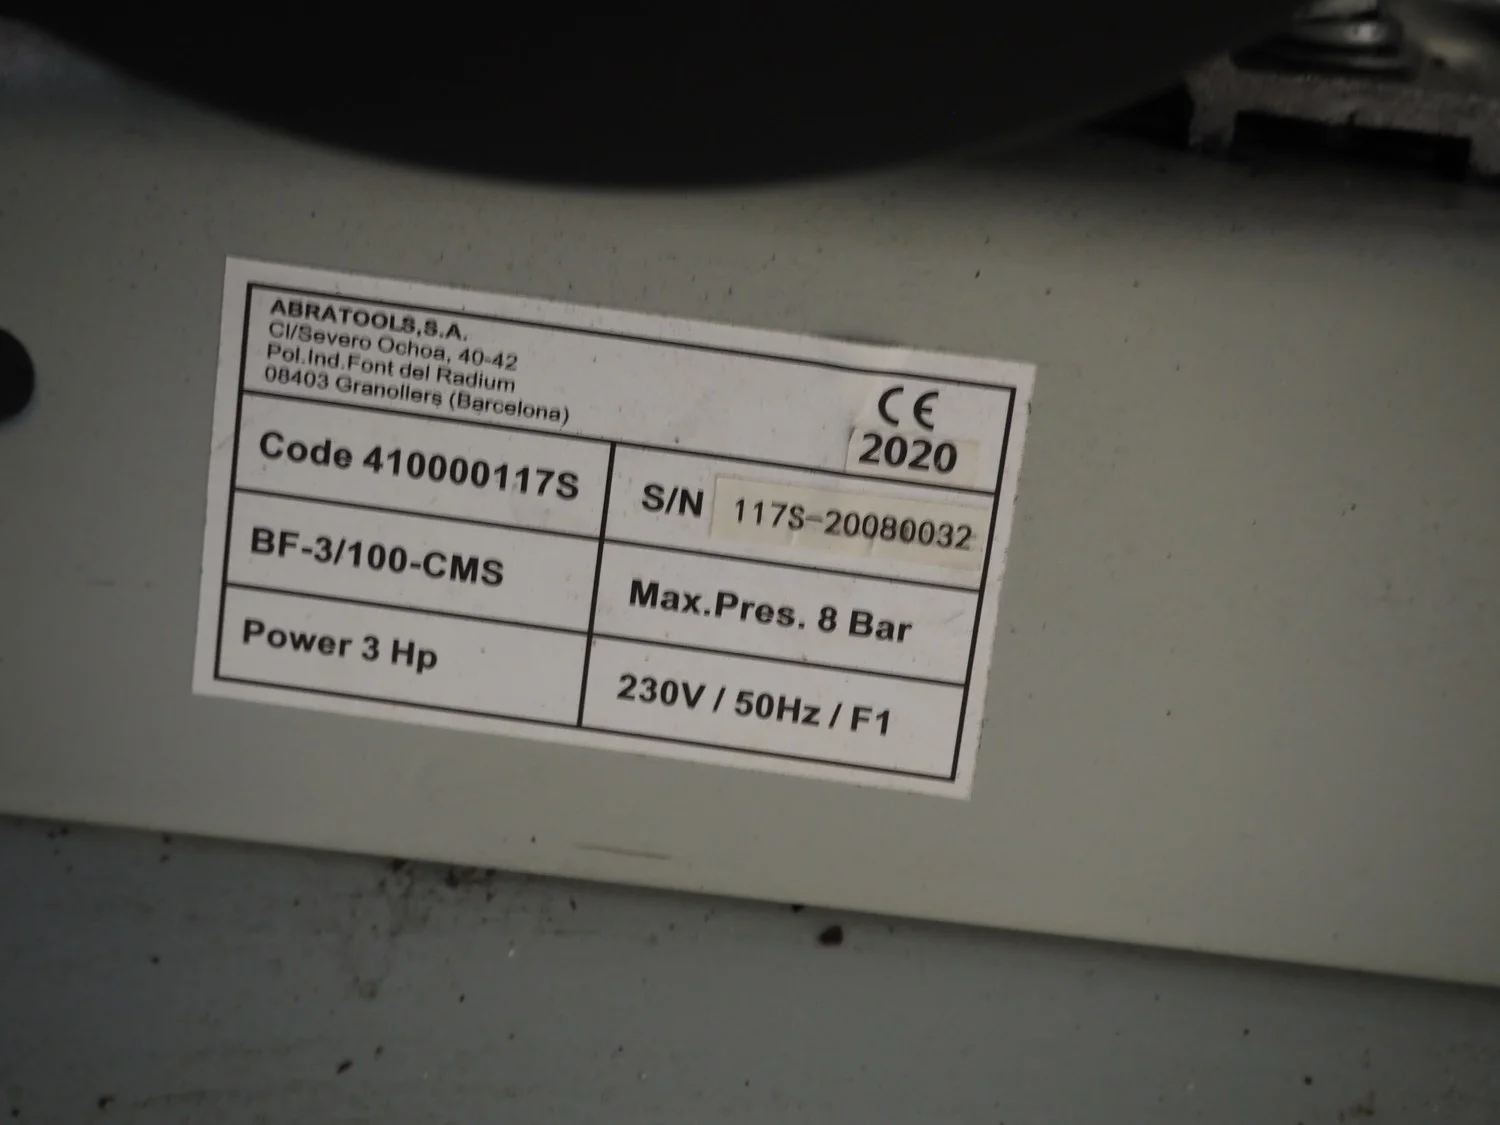 ABRATOOLS,S.A.
Cl/Severo Ochoa, 40-42
Pol.Ind.Font del Radium
08403 Granollers (Barcelona)
CE
2020
Code 410000117S
S/N 117S-20080032
BF-3/100-CMS
Max.Pres. 8 Bar
Power 3 Hp
230V / 50Hz / F1